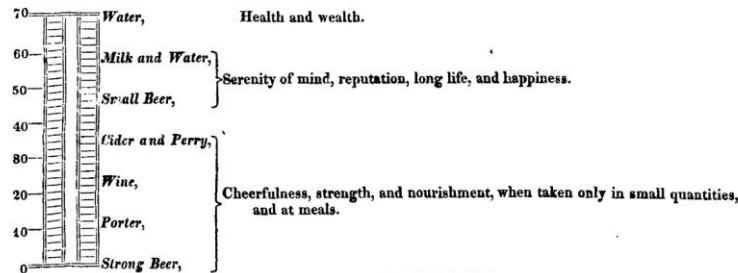 70 Water, Health and wealth.
60 Milk and Water,
Serenity of mind, reputation, long life, and happiness.
50 Small Beer,
40 Cider and Perry,
80
Wine,
20 Cheerfulness, strength, and nourishment, when taken only in small quantities,
and at meals.
10 Porter,
0 Strong Beer,